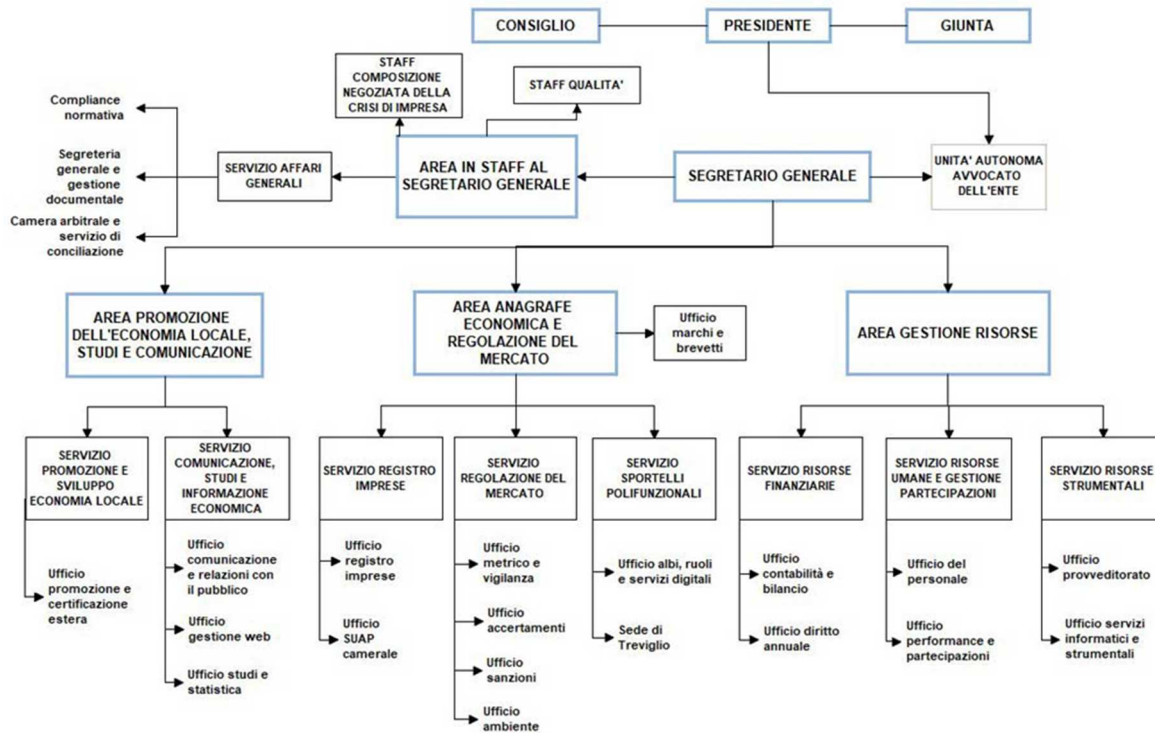 CONSIGLIO
PRESIDENTE
GIUNTA
STAFF
COMPOSIZIONE
NEGOZIATA DELLA
CRISI DI IMPRESA
STAFF QUALITA'
Compliance
normativa
Segreteria
generale e
gestione
documentale
Camera arbitrale e
servizio di
conciliazione
SERVIZIO AFFARI
GENERALI
AREA IN STAFF AL
SEGRETARIO GENERALE
SEGRETARIO GENERALE
UNITA' AUTONOMA
AVVOCATO
DELL'ENTE
AREA PROMOZIONE
DELL'ECONOMIA LOCALE,
STUDI E COMUNICAZIONE
AREA ANAGRAFE
ECONOMICA E
REGOLAZIONE DEL
MERCATO
Ufficio
marchi e
brevetti
AREA GESTIONE RISORSE
SERVIZIO
PROMOZIONE E
SVILUPPO
ECONOMIA LOCALE
SERVIZIO
COMUNICAZIONE,
STUDI E
INFORMAZIONE
ECONOMICA
SERVIZIO REGISTRO
IMPRESE
SERVIZIO
REGOLAZIONE DEL
MERCATO
SERVIZIO
SPORTELLI
POLIFUNZIONALI
SERVIZIO RISORSE
FINANZIARIE
SERVIZIO RISORSE
UMANE E GESTIONE
PARTECIPAZIONI
SERVIZIO RISORSE
STRUMENTALI
Ufficio
promozione e
certificazione
estera
Ufficio
comunicazione
e relazioni con
il pubblico
Ufficio
gestione web
Ufficio studi e
statistica
Ufficio
registro
imprese
Ufficio
SUAP
camerale
Ufficio
metrico e
vigilanza
Ufficio
accertamenti
Ufficio
sanzioni
Ufficio
ambiente
Ufficio albi, ruoli
e servizi digitali
Sede di
Treviglio
Ufficio
contabilità e
bilancio
Ufficio diritto
annuale
Ufficio del
personale
Ufficio
performance e
partecipazioni
Ufficio
provveditorato
Ufficio servizi
informatici e
strumentali